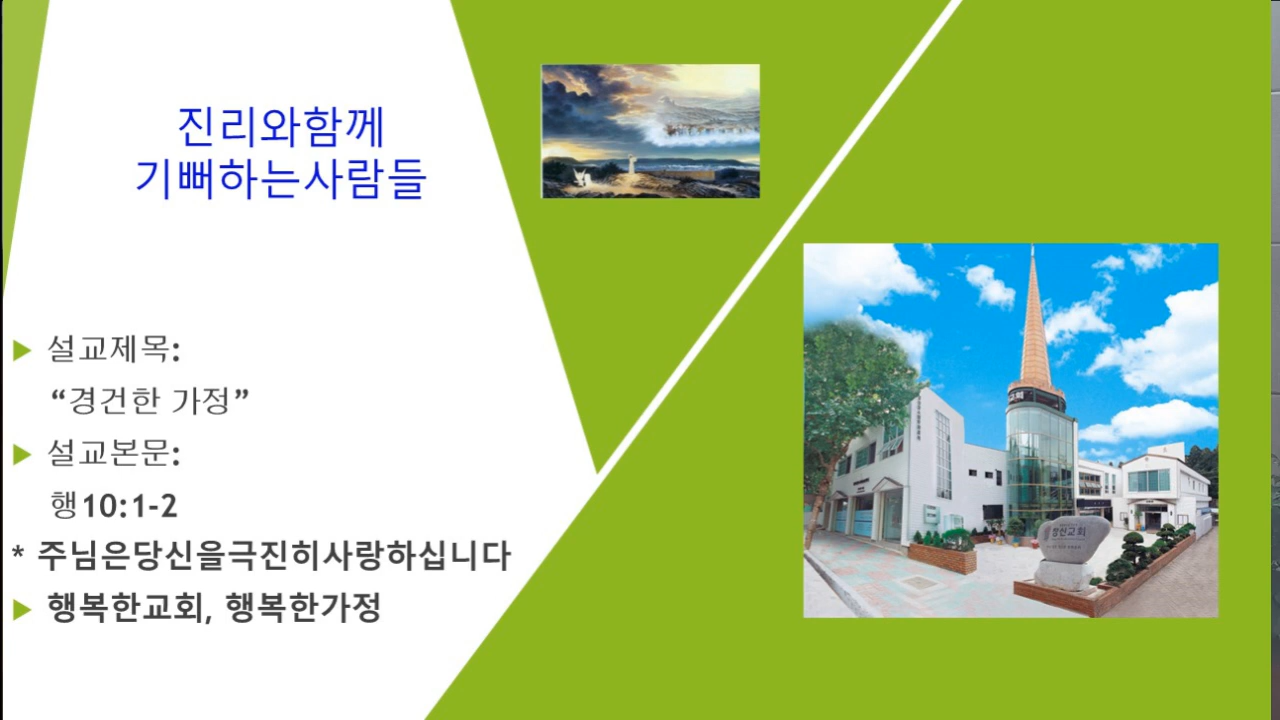 진리와함께
기뻐하는사람들
설교제목:
“경건한 가정”
설교본문:
행10:1-2
* 주님은당신을극진히사랑하십니다
행복한교회, 행복한가정
교회